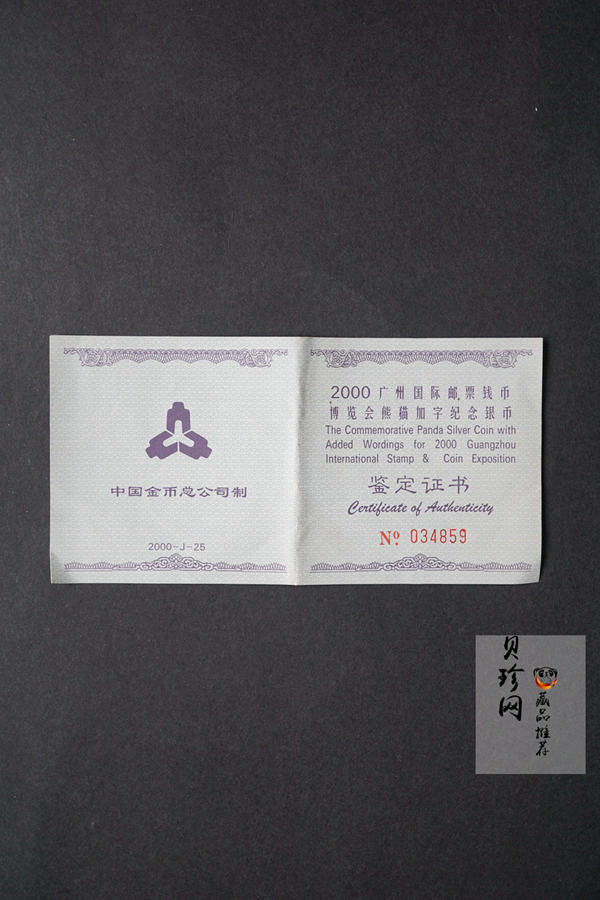 中国金币总公司制
2000-J-25
2000 广州国际邮票钱币
博览会熊猫加字纪念银币
The Commemorative Panda Silver Coin with
Added Wordings for 2000 Guangzhou
International Stamp & Coin Exposition
鉴定证书
Certificate of Authenticity
Nº 034859
贝珍网
藏品推荐